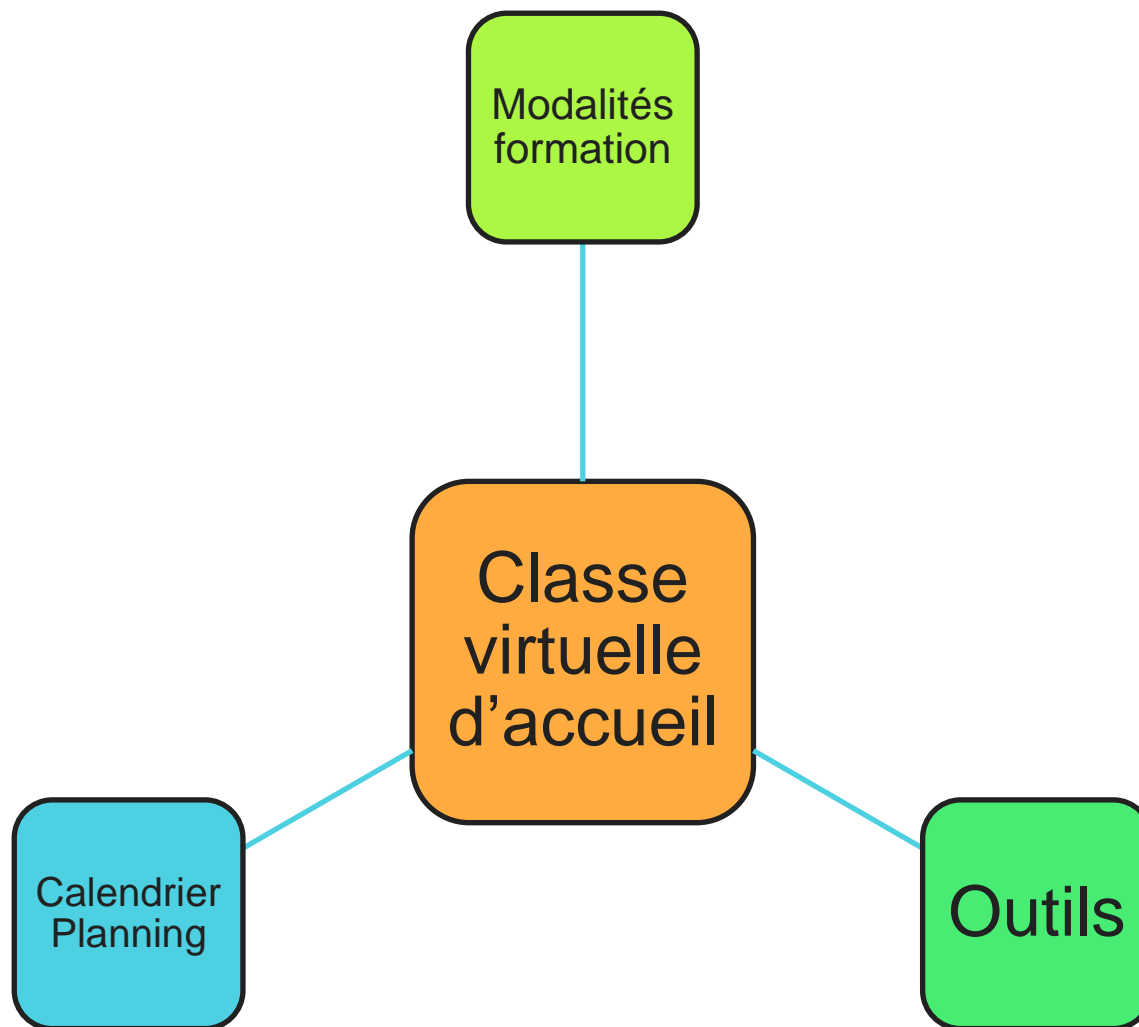 Modalités
formation
Classe
virtuelle
d’accueil
Calendrier
Planning
Outils